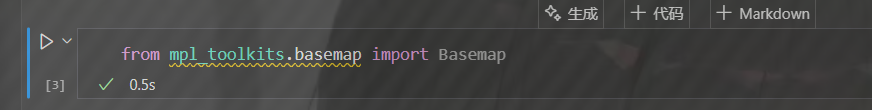 生成 代码 Markdown
from mpl_toolkits.basemap import Basemap
[3] 0.5s